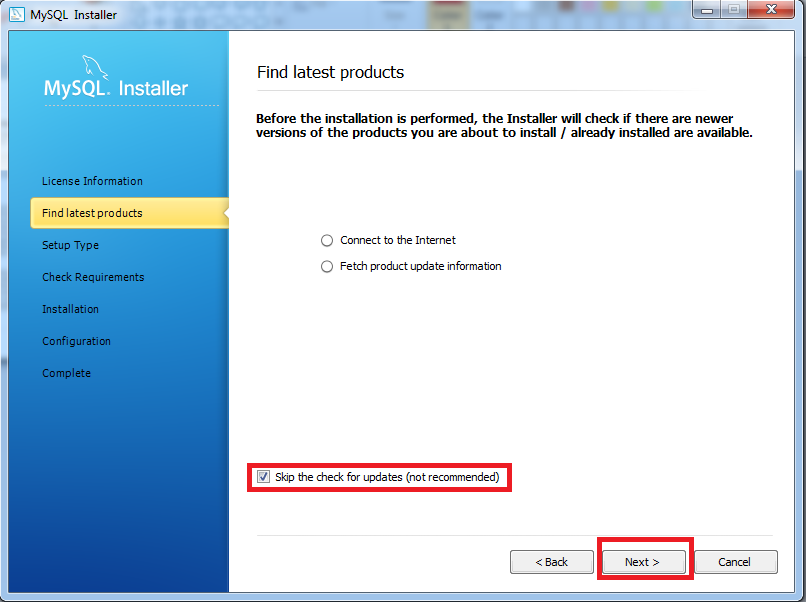 MySQL Installer
MySQL. Installer
License Information
Find latest products
Setup Type
Check Requirements
Installation
Configuration
Complete
Find latest products
Before the installation is performed, the Installer will check if there are newer
versions of the products you are about to install / already installed are available.
Connect to the Internet
Fetch product update information
Skip the check for updates (not recommended)
< Back
Next >
Cancel